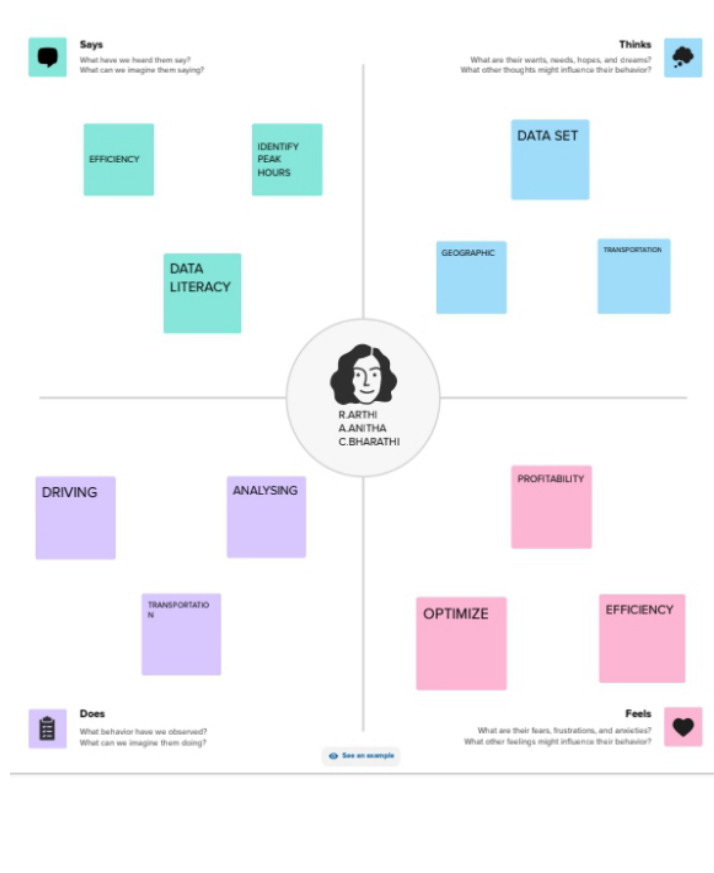 Says
What have we heard them say?
What can we imagine them saying?
Thinks
What are their wants, needs, hopes, and dreams?
What other thoughts might influence their behavior?
EFFICIENCY
IDENTIFY
PEAK
HOURS
DATA
LITERACY
DATA SET
GEOGRAPHIC
TRANSPORTATION
R.ARTHI
A.ANITHA
C.BHARATHI
DRIVING
ANALYSING
TRANSPORTATIO
N
PROFITABILITY
OPTIMIZE
EFFICIENCY
Does
What behavior have we observed?
What can we imagine them doing?
Feels
What are their fears, frustrations, and anxieties?
What other feelings might influence their behavior?
See an example